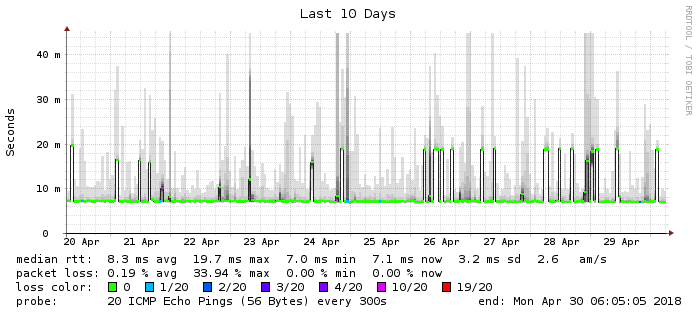 Last 10 Days
RRDTOOL / TOBI OETIKER
Seconds
40 m
30 m
20 m
10 m
0
20 Apr 21 Apr 22 Apr 23 Apr 24 Apr 25 Apr 26 Apr 27 Apr 28 Apr 29 Apr
median rtt: 8.3 ms avg 19.7 ms max 7.0 ms min 7.1 ms now 3.2 ms sd 2.6 am/s
packet loss: 0.19 % avg 33.94 % max 0.00 % min 0.00 % now
loss color: 0 1/20 2/20 3/20 4/20 10/20 19/20
probe: 20 ICMP Echo Pings (56 Bytes) every 300s end: Mon Apr 30 06:05:05 2018